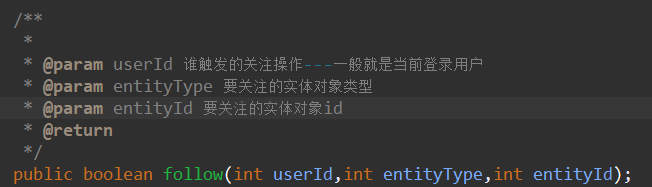 /**
*
* @param userId 谁触发的关注操作---一般就是当前登录用户
* @param entityType 要关注的实体对象类型
* @param entityId 要关注的实体对象id
* @return
*/
public boolean follow(int userId,int entityType,int entityId);